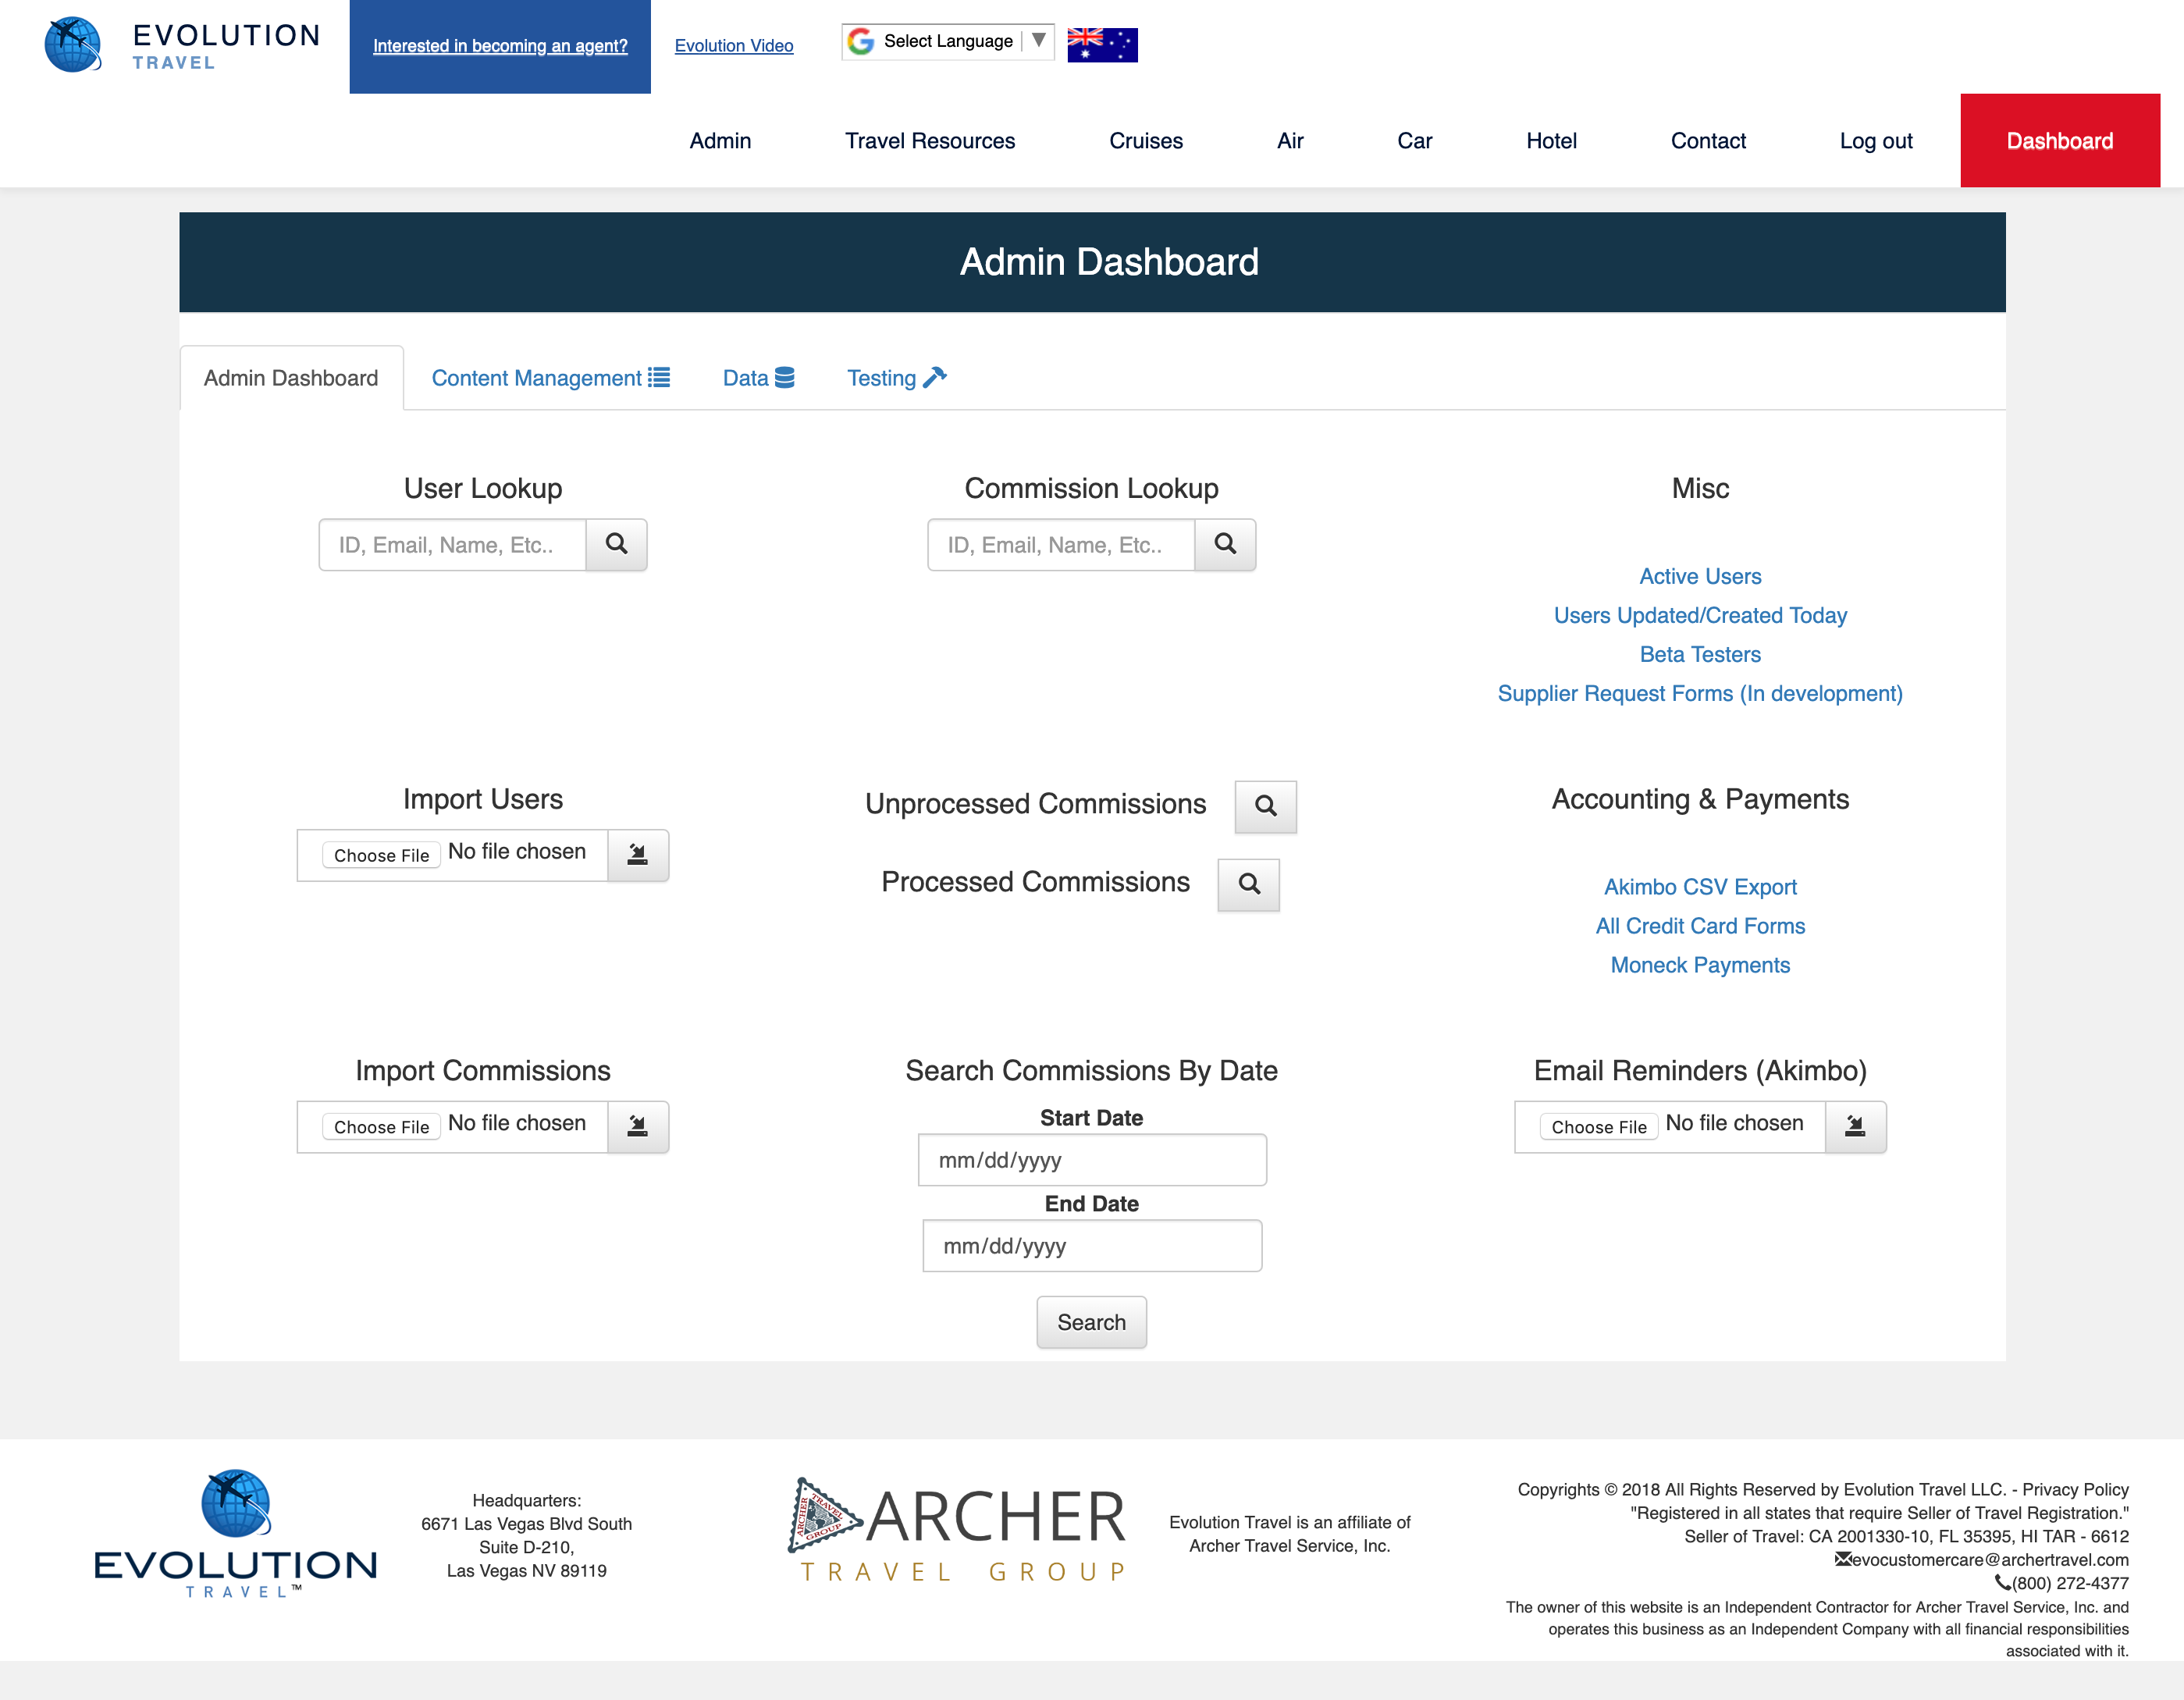 EVOLUTION
TRAVEL
Interested in becoming an agent?
Evolution Video
Select Language
Admin
Travel Resources
Cruises
Air
Car
Hotel
Contact
Log out
Dashboard
Admin Dashboard
Admin Dashboard
Content Management
Data
Testing
User Lookup
ID, Email, Name, Etc..
Commission Lookup
ID, Email, Name, Etc..
Misc
Active Users
Users Updated/Created Today
Beta Testers
Supplier Request Forms (In development)
Import Users
Choose File No file chosen
Unprocessed Commissions
Processed Commissions
Accounting & Payments
Akimbo CSV Export
All Credit Card Forms
Moneck Payments
Import Commissions
Choose File No file chosen
Search Commissions By Date
Start Date
mm/dd/yyyy
End Date
mm/dd/yyyy
Search
Email Reminders (Akimbo)
Choose File No file chosen
EVOLUTION
TRAVEL™
Headquarters:
6671 Las Vegas Blvd South
Suite D-210,
Las Vegas NV 89119
ARCHER
TRAVEL
GROUP
ARCHER
TRAVEL GROUP
Evolution Travel is an affiliate of
Archer Travel Service, Inc.
Copyrights © 2018 All Rights Reserved by Evolution Travel LLC. - Privacy Policy
"Registered in all states that require Seller of Travel Registration."
Seller of Travel: CA 2001330-10, FL 35395, HI TAR - 6612
evocustomercare@archertravel.com
(800) 272-4377
The owner of this website is an Independent Contractor for Archer Travel Service, Inc. and
operates this business as an Independent Company with all financial responsibilities
associated with it.